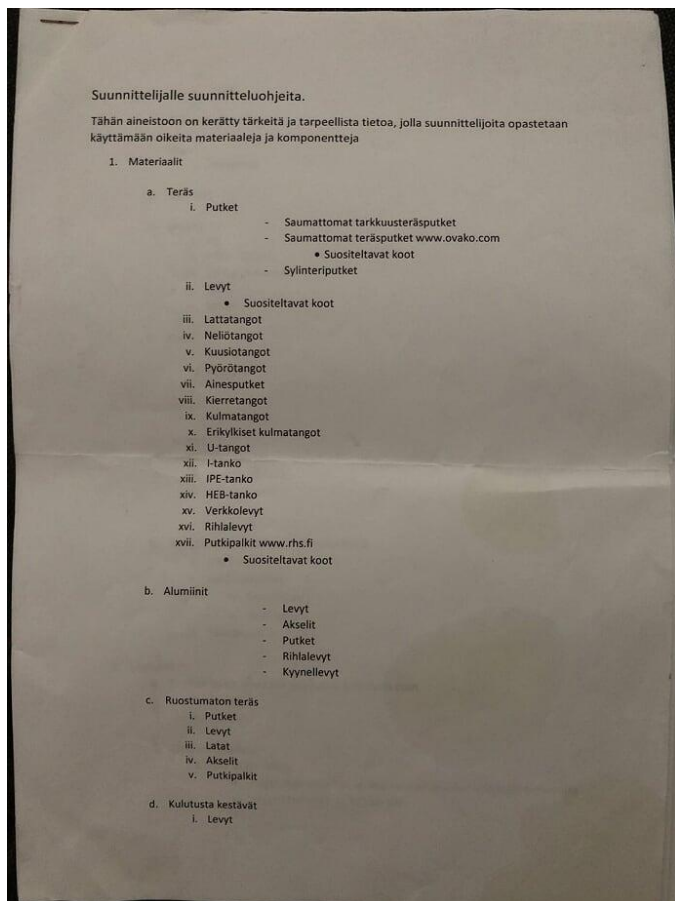 Suunnittelijalle suunnitteluohjeita.
Tähän aineistoon on kerätty tärkeitä ja tarpeellista tietoa, jolla suunnittelijoita opastetaan
käyttämään oikeita materiaaleja ja komponentteja
1. Materiaalit
a. Teräs
i. Putket
- Saumattomat tarkkuusteräsputket
- Saumattomat teräsputket www.ovako.com
• Suositeltavat koot
- Sylinteriputket
ii. Levyt
• Suositeltavat koot
iii. Lattatangot
iv. Neliötangot
v. Kuusiotangot
vi. Pyörötangot
vii. Ainesputket
viii. Kierretangot
ix. Kulmatangot
x. Erikylkiset kulmatangot
xi. U-tangot
xii. I-tanko
xiii. IPE-tanko
xiv. HEB-tanko
xv. Verkkolevyt
xvi. Rihlalevyt
xvii. Putkipalkit www.rhs.fi
• Suositeltavat koot
b. Alumiinit
- Levyt
- Akselit
- Putket
- Rihlalevyt
- Kyynellevyt
c. Ruostumaton teräs
i. Putket
ii. Levyt
iii. Latat
iv. Akselit
v. Putkipalkit
d. Kulutusta kestävät
i. Levyt